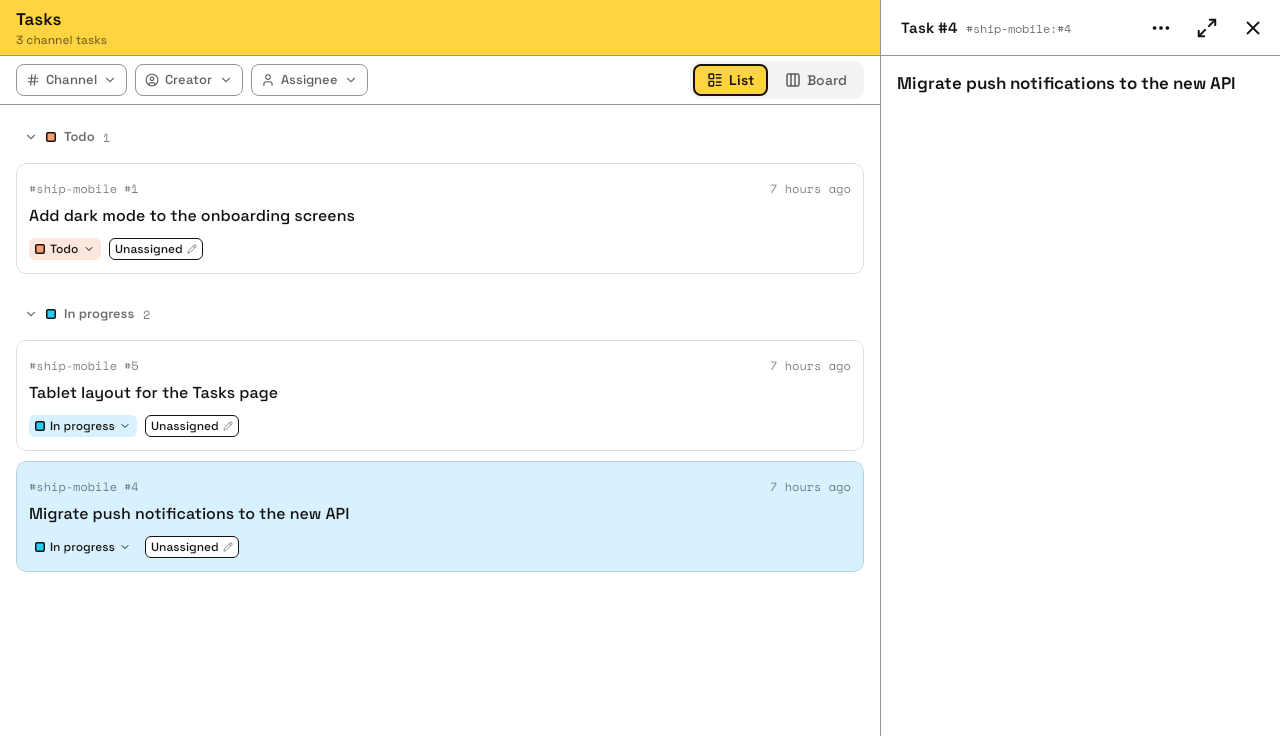 Tasks
3 channel tasks
Channel
Creator
Assignee
List
Board
Todo 1
#ship-mobile #1
7 hours ago
Add dark mode to the onboarding screens
Todo
Unassigned
In progress 2
#ship-mobile #5
7 hours ago
Tablet layout for the Tasks page
In progress
Unassigned
#ship-mobile #4
7 hours ago
Migrate push notifications to the new API
In progress
Unassigned
Task #4 #ship-mobile:#4
Migrate push notifications to the new API